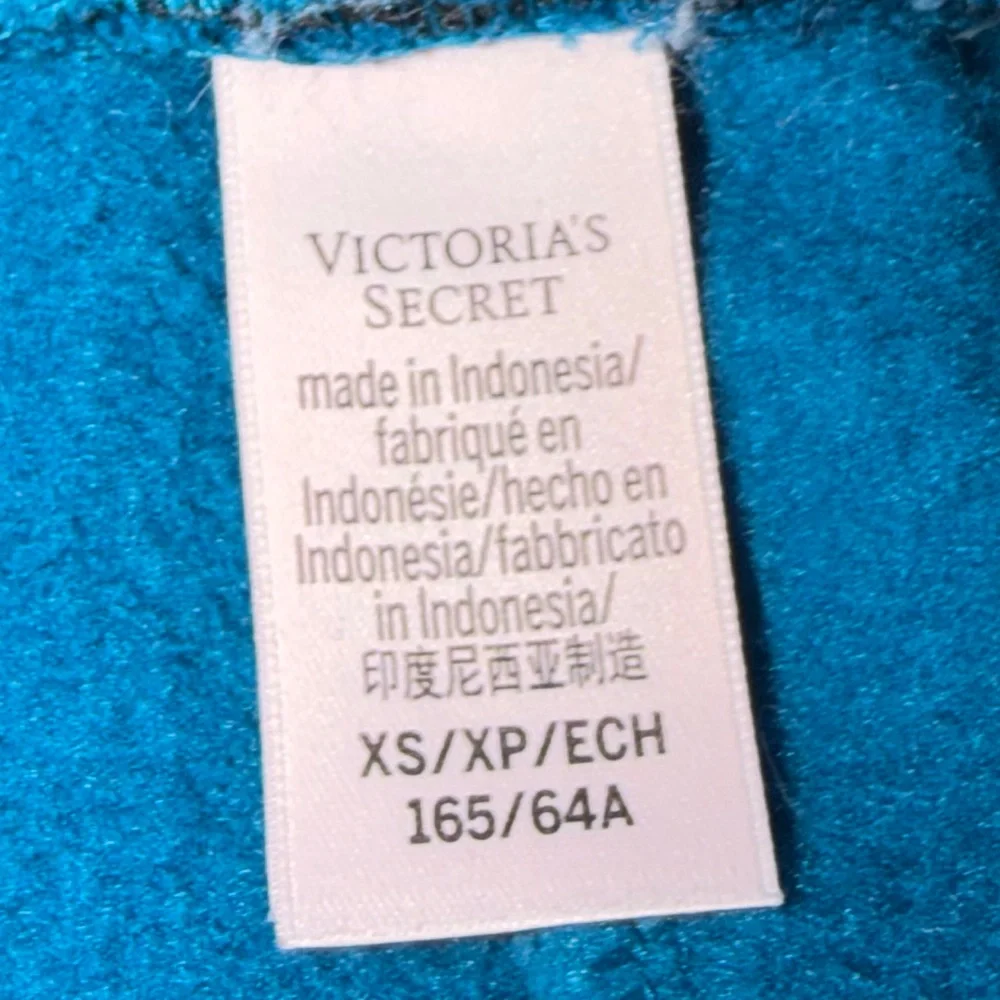 VICTORIA'S
SECRET
made in Indonesia/
fabriqué en
Indonésie/hecho en
Indonesia/fabbricato
in Indonesia/
印度尼西亚制造
XS/XP/ECH
165/64A